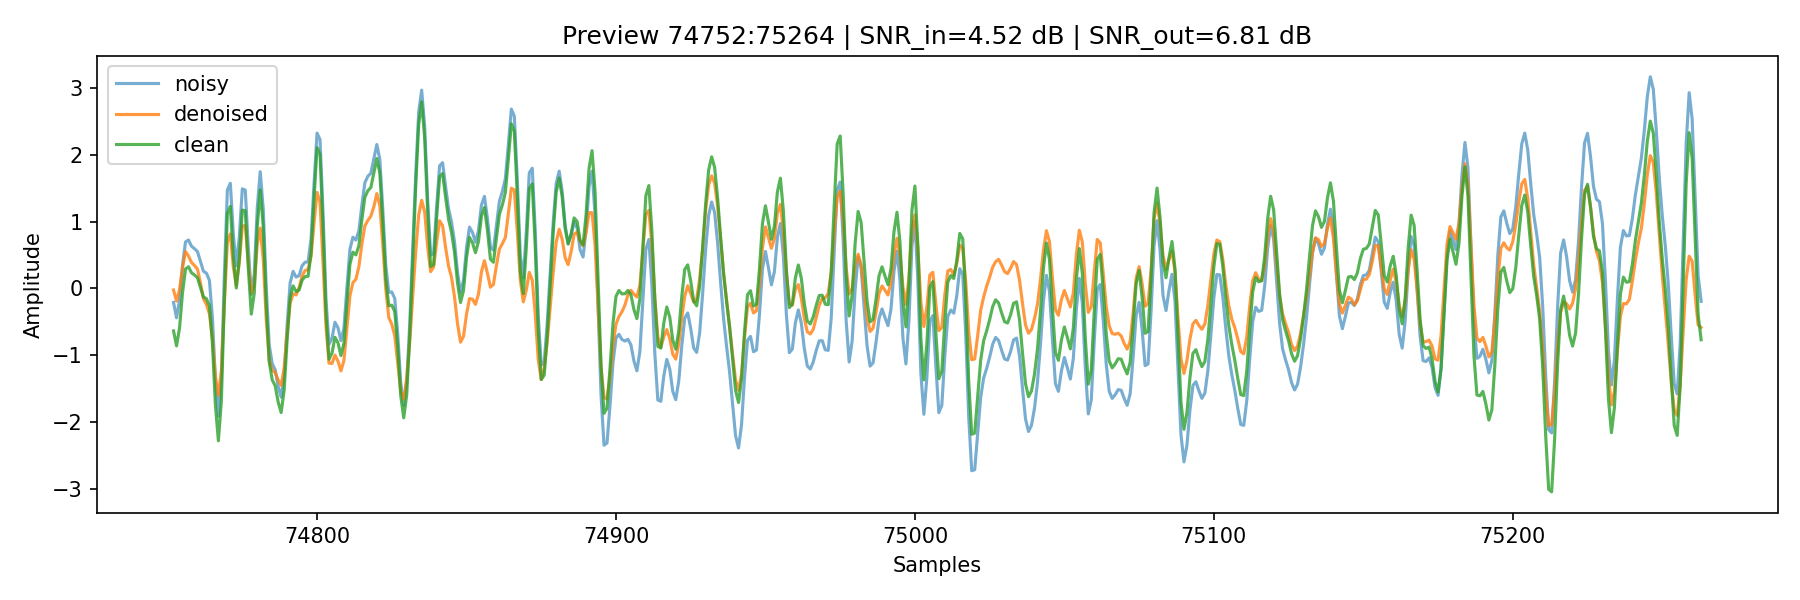 Preview 74752:75264 | SNR_in=4.52 dB | SNR_out=6.81 dB
noisy
denoised
clean
Amplitude
3
2
1
0
−1
−2
−3
74800 74900 75000 75100 75200
Samples